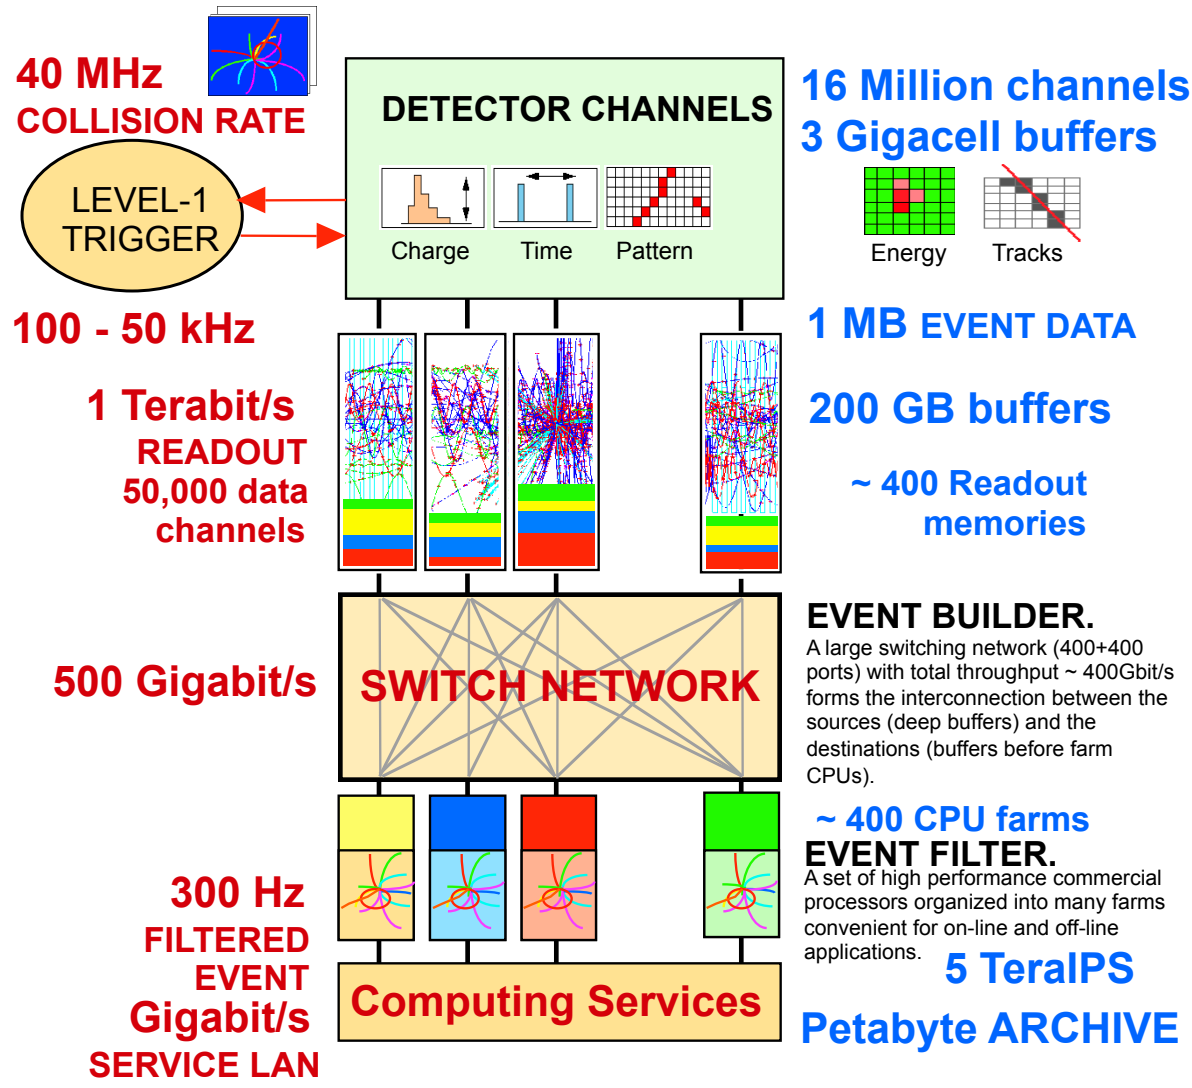 40 MHz
COLLISION RATE
LEVEL-1
TRIGGER
DETECTOR CHANNELS
Charge
Time
Pattern
16 Million channels
3 Gigacell buffers
Energy
Tracks
100 - 50 kHz
1 MB EVENT DATA
1 Terabit/s
READOUT
50,000 data
channels
200 GB buffers
~ 400 Readout
memories
500 Gigabit/s
SWITCH NETWORK
EVENT BUILDER.
A large switching network (400+400
ports) with total throughput ~ 400Gbit/s
forms the interconnection between the
sources (deep buffers) and the
destinations (buffers before farm
CPUs).
~ 400 CPU farms
EVENT FILTER.
A set of high performance commercial
processors organized into many farms
convenient for on-line and off-line
applications.
300 Hz
FILTERED
EVENT
Gigabit/s
SERVICE LAN
Computing Services
5 TeraIPS
Petabyte ARCHIVE